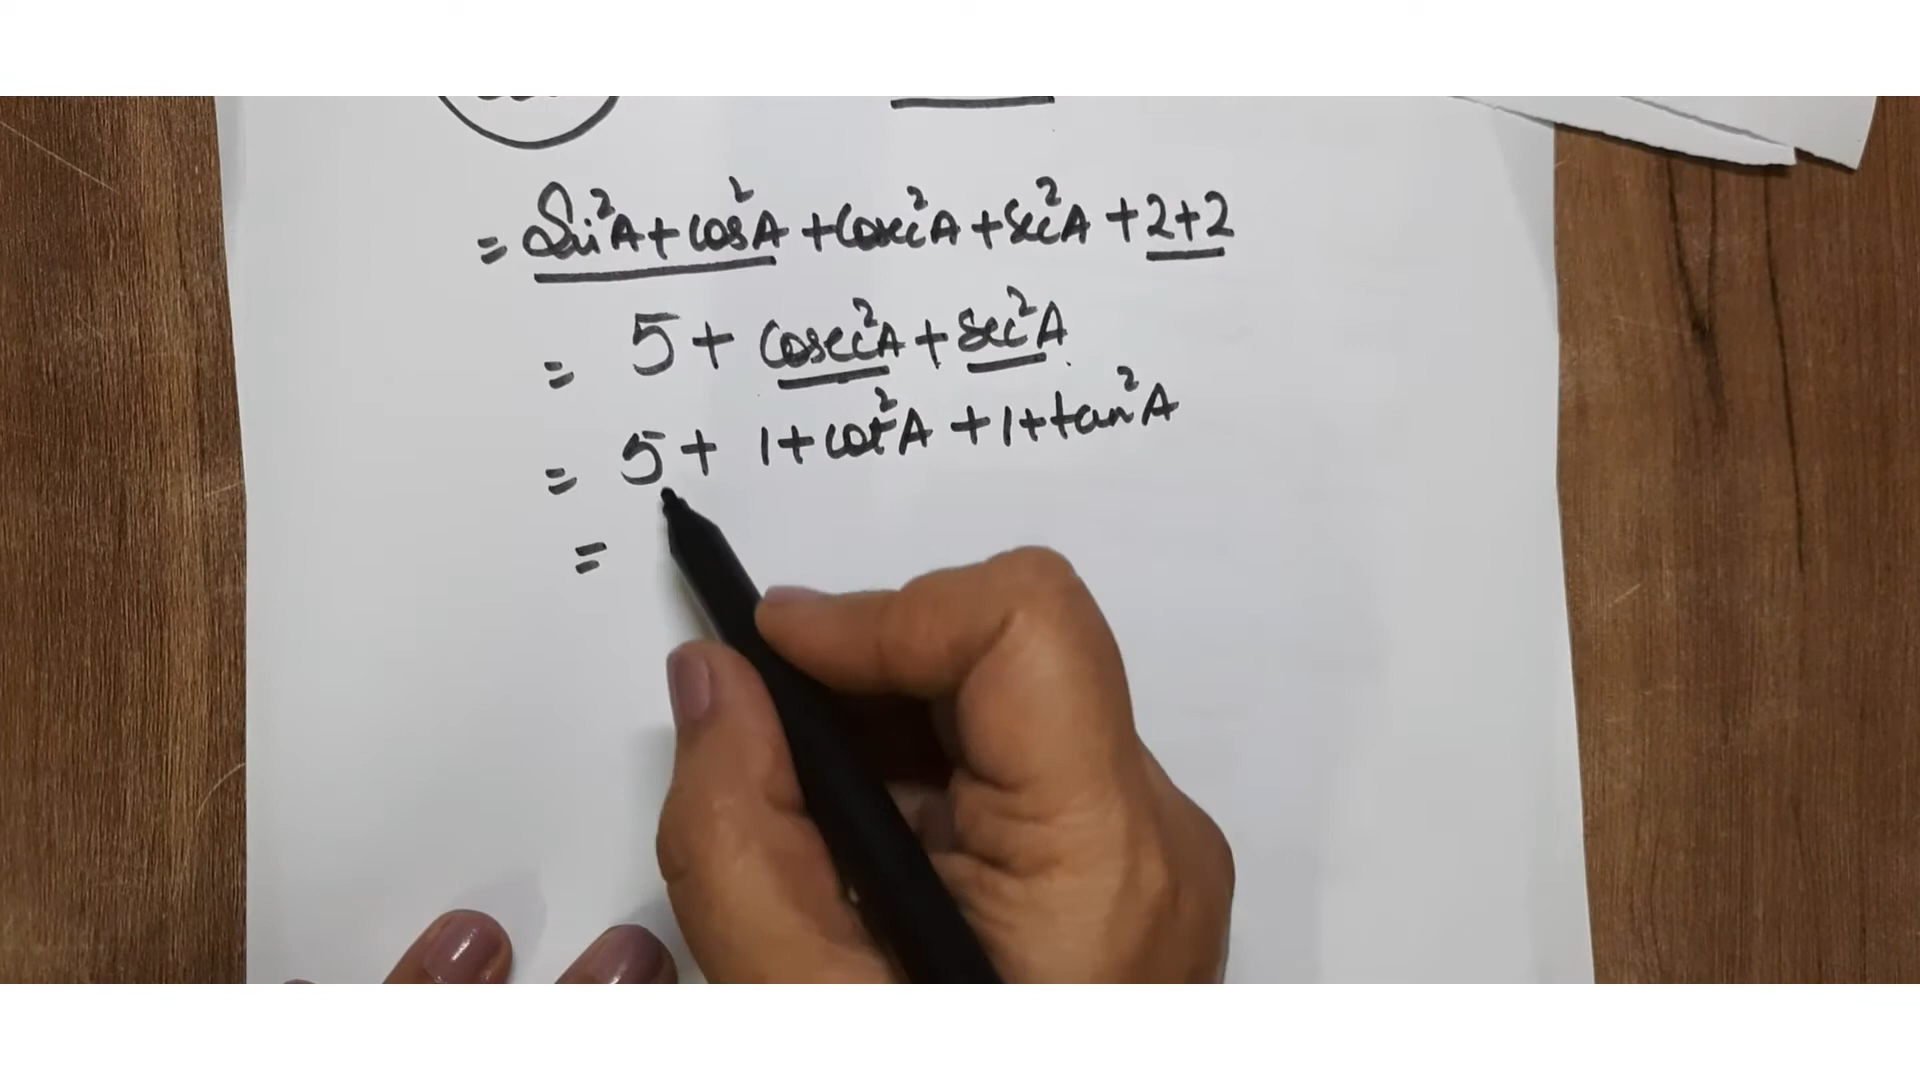 = Sin²A + cos²A + cosec²A + sec²A + 2+2
= 5 + cosec²A + sec²A
= 5 + 1 + cot²A + 1 + tan²A
=